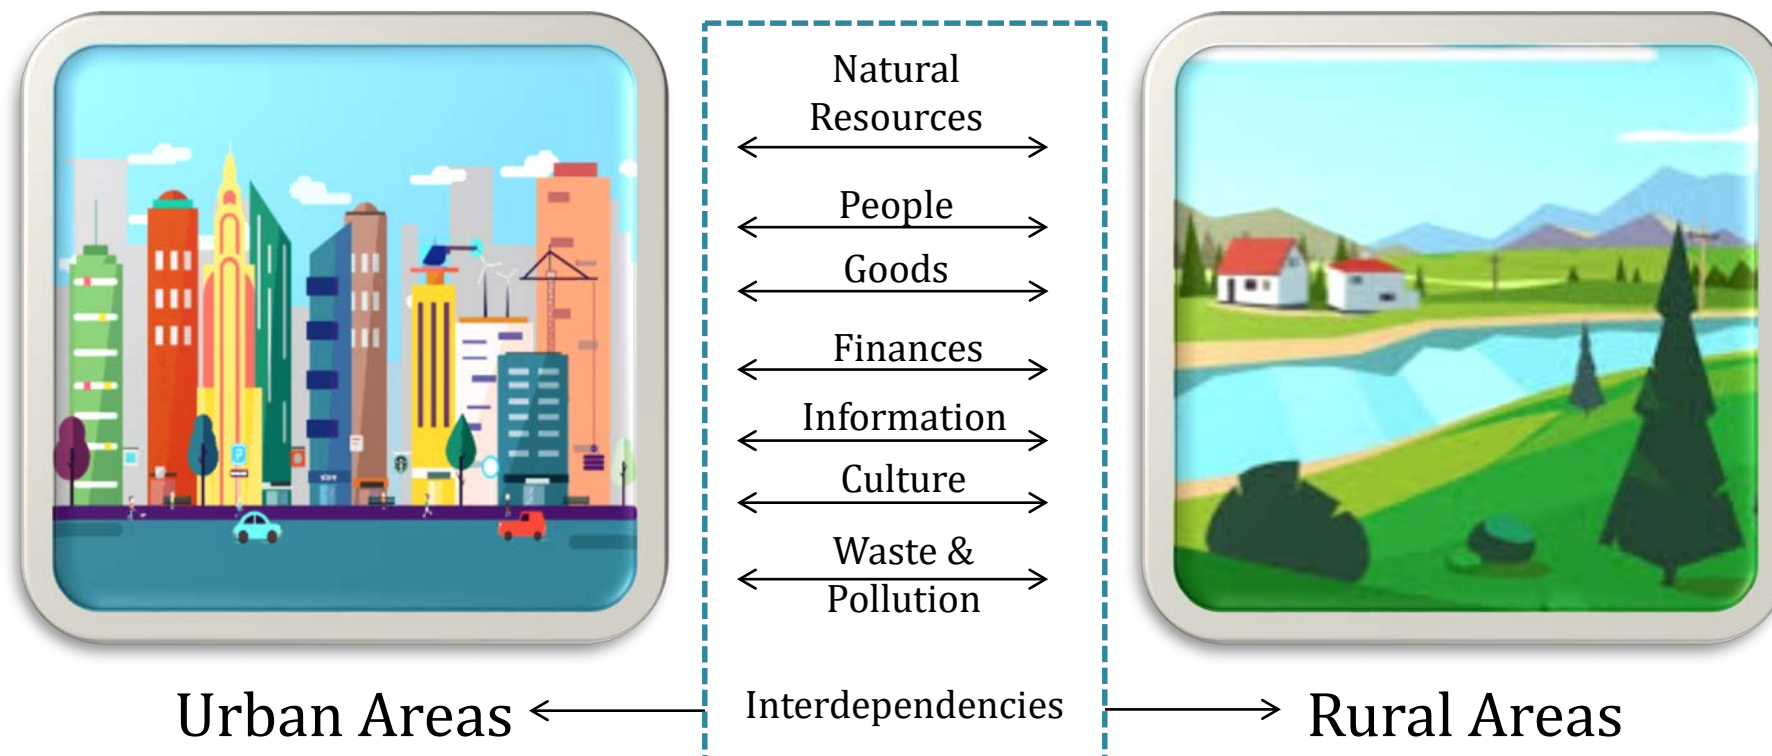 Natural
Resources
People
Goods
Finances
Information
Culture
Waste &
Pollution
Urban Areas
Interdependencies
Rural Areas
P